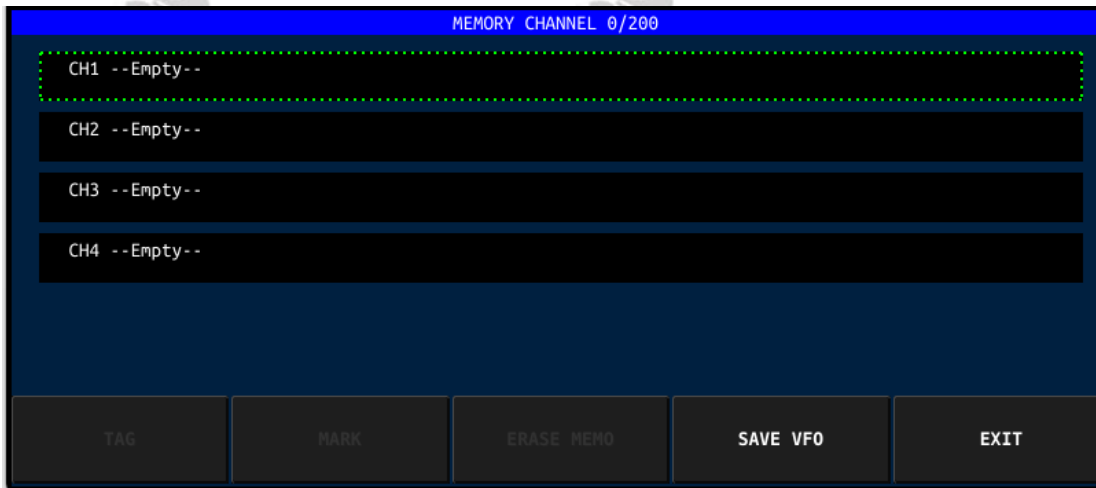 MEMORY CHANNEL 0/200
CH1 --Empty--
CH2 --Empty--
CH3 --Empty--
CH4 --Empty--
TAG MARK ERASE MEMO SAVE VFO EXIT